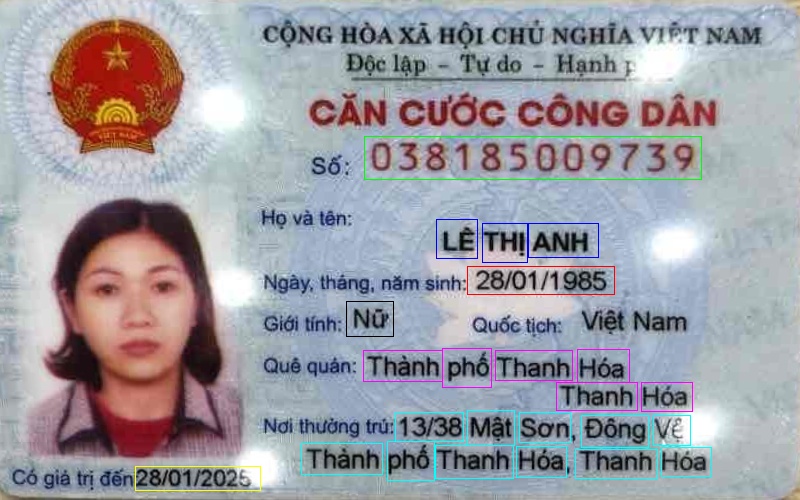 CỘNG HÒA XÃ HỘI CHỦ NGHĨA VIỆT NAM
Độc lập - Tự do - Hạnh
CĂN CƯỚC CÔNG DÂN
Số: 038185009739
Họ và tên:
LÊ THỊ ANH
Ngày, tháng, năm sinh: 28/01/1985
Giới tính: Nữ Quốc tịch: Việt Nam
Quê quán: Thành phố Thanh Hóa
Thanh Hóa
Nơi thường trú: 13/38 Mật Sơn, Đông Vệ
Thành phố Thanh Hóa, Thanh Hóa
Có giá trị đến 28/01/2025
VIỆT NAM